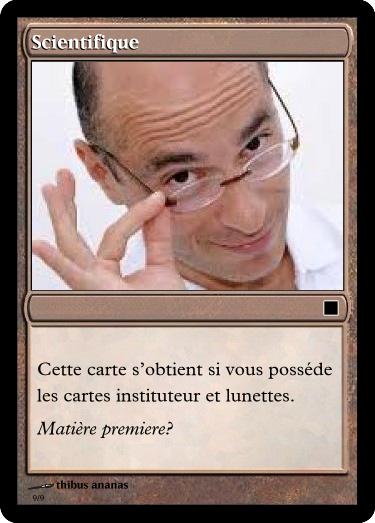 Scientifique
Cette carte s'obtient si vous posséde
les cartes instituteur et lunettes.
Matière premiere?
thibus ananas
9/9